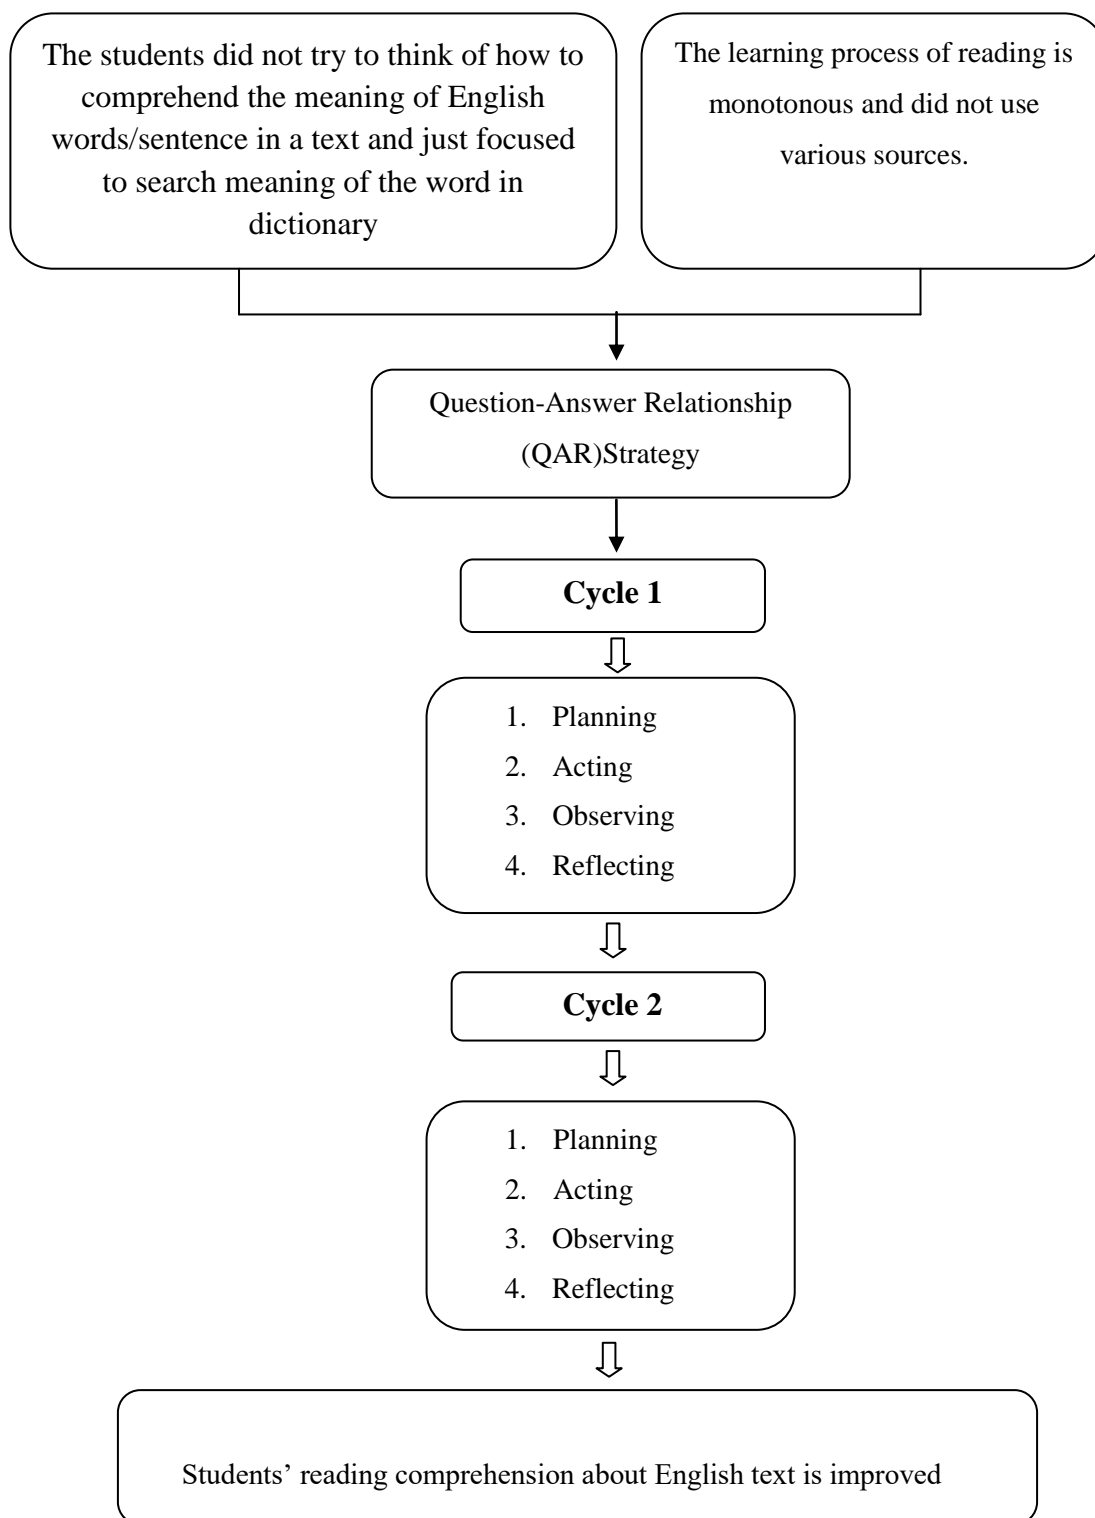 The students did not try to think of how to
comprehend the meaning of English
words/sentence in a text and just focused
to search meaning of the word in
dictionary
The learning process of reading is
monotonous and did not use
various sources.
Question-Answer Relationship
(QAR)Strategy
Cycle 1
1. Planning
2. Acting
3. Observing
4. Reflecting
Cycle 2
1. Planning
2. Acting
3. Observing
4. Reflecting
Students’ reading comprehension about English text is improved